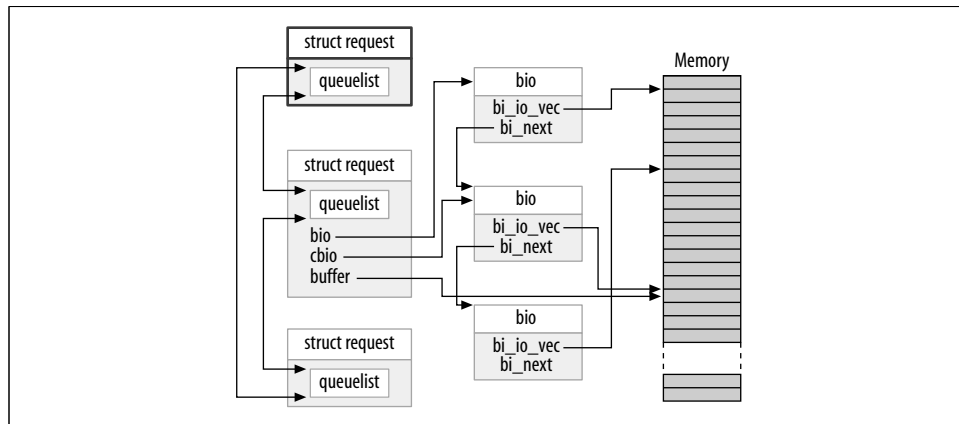 struct request
queuelist
struct request
queuelist
bio
cbio
buffer
struct request
queuelist
bio
bi_io_vec
bi_next
bio
bi_io_vec
bi_next
bio
bi_io_vec
bi_next
Memory